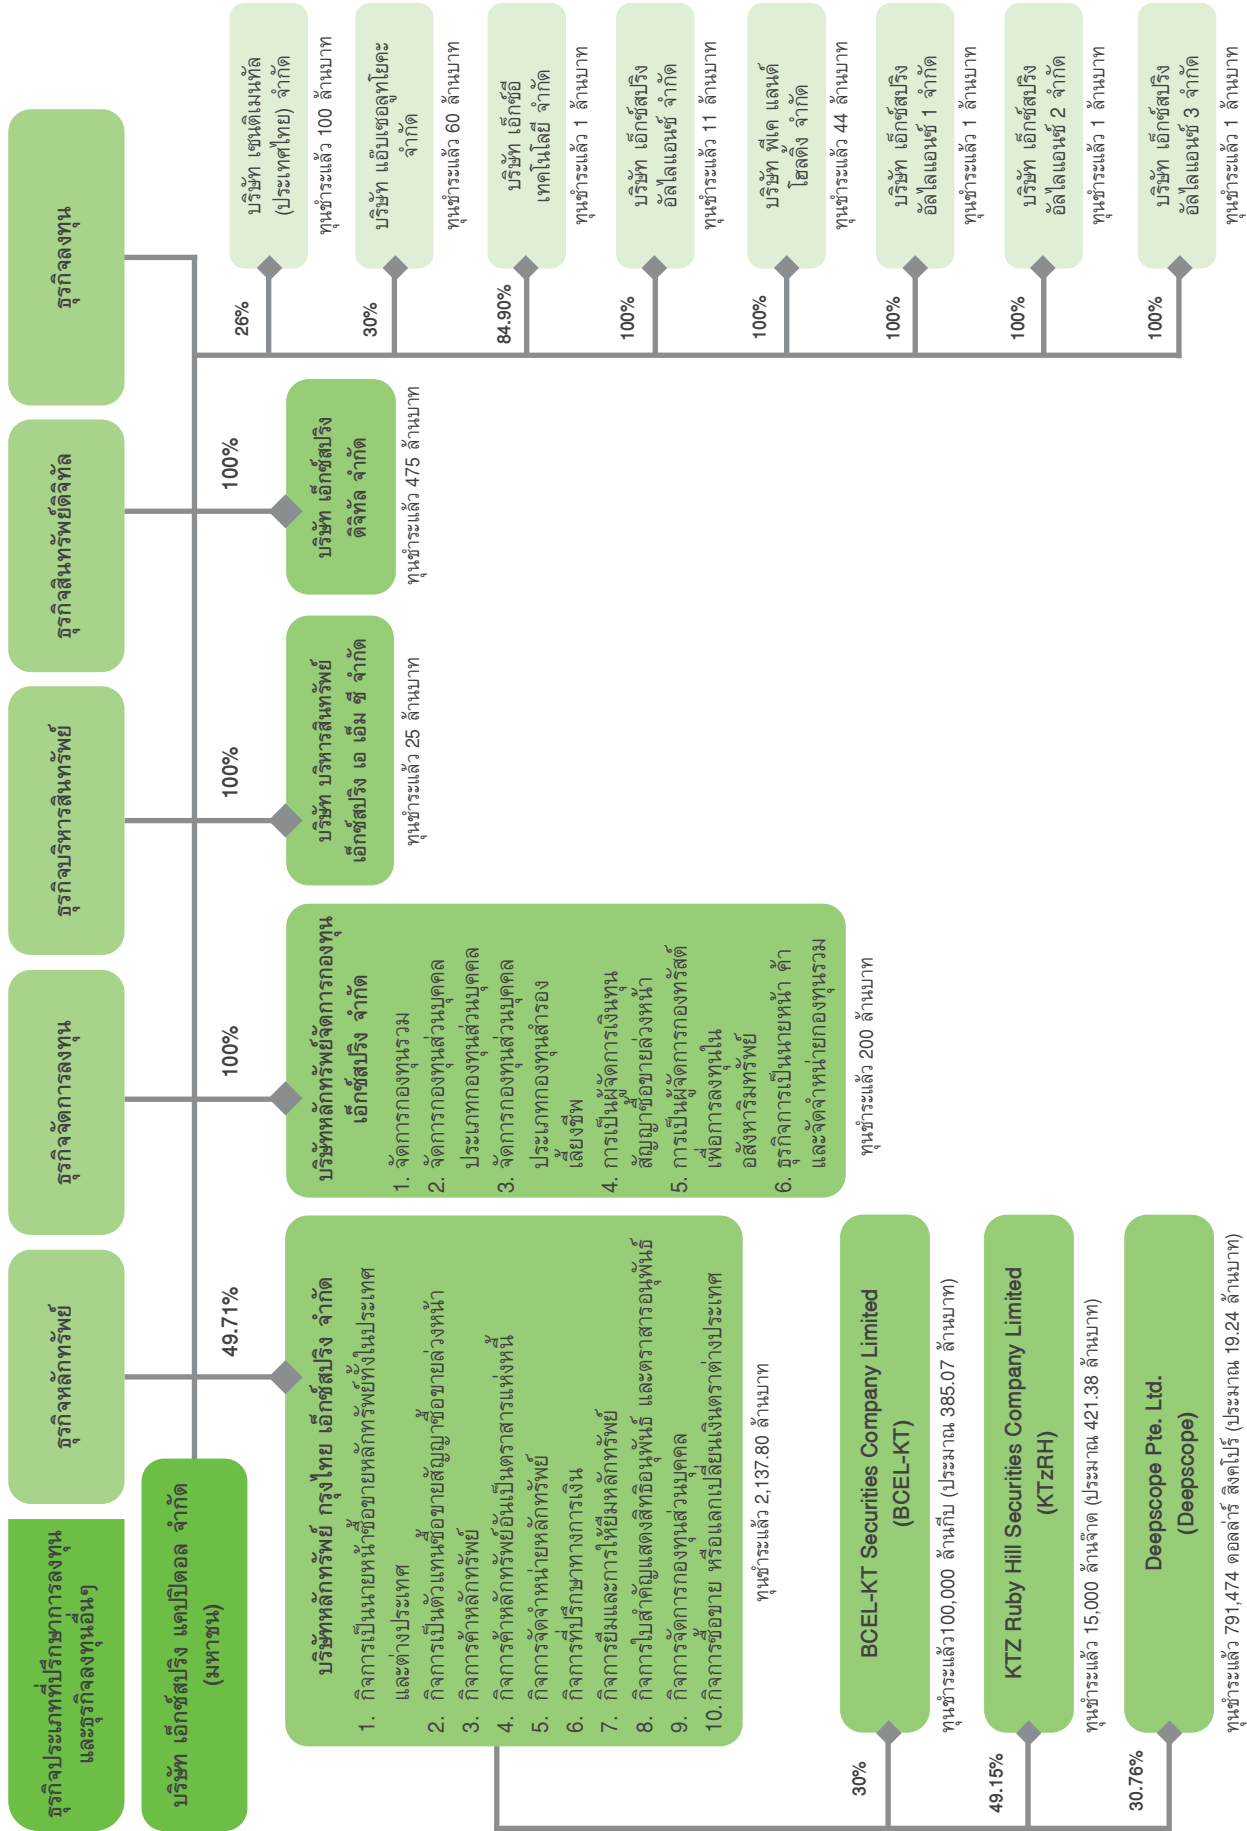 ธุรกิจประเภทที่ปรึกษาการลงทุน
และธุรกิจลงทุนอื่นๆ
ธุรกิจหลักทรัพย์
ธุรกิจจัดการลงทุน
ธุรกิจบริหารสินทรัพย์
ธุรกิจสินทรัพย์ดิจิทัล
ธุรกิจลงทุน
บริษัท เอ็กซ์สปริง แคปปิตอล จำกัด
(มหาชน)
49.71%
100%
100%
100%
บริษัทหลักทรัพย์ กรุงไทย เอ็กซ์สปริง จำกัด
1. กิจการเป็นนายหน้าซื้อขายหลักทรัพย์ทั้งในประเทศ
และต่างประเทศ
2. กิจการเป็นตัวแทนซื้อขายสัญญาซื้อขายล่วงหน้า
3. กิจการค้าหลักทรัพย์
4. กิจการค้าหลักทรัพย์อันเป็นตราสารแห่งหนี้
5. กิจการจัดจำหน่ายหลักทรัพย์
6. กิจการที่ปรึกษาทางการเงิน
7. กิจการยืมและการให้ยืมหลักทรัพย์
8. กิจการใบสำคัญแสดงสิทธิอนุพันธ์ และตราสารอนุพันธ์
9. กิจการจัดการกองทุนส่วนบุคคล
10. กิจการซื้อขาย หรือแลกเปลี่ยนเงินตราต่างประเทศ
ทุนชำระแล้ว 2,137.80 ล้านบาท
30%
BCEL-KT Securities Company Limited
(BCEL-KT)
ทุนชำระแล้ว100,000 ล้านกีบ (ประมาณ 385.07 ล้านบาท)
49.15%
KTZ Ruby Hill Securities Company Limited
(KTzRH)
ทุนชำระแล้ว 15,000 ล้านจ๊าด (ประมาณ 421.38 ล้านบาท)
30.76%
Deepscope Pte. Ltd.
(Deepscope)
ทุนชำระแล้ว 791,474 ดอลล่าร์ สิงคโปร์ (ประมาณ 19.24 ล้านบาท)
บริษัทหลักทรัพย์จัดการกองทุน
เอ็กซ์สปริง จำกัด
1. จัดการกองทุนรวม
2. จัดการกองทุนส่วนบุคคล
ประเภทกองทุนส่วนบุคคล
3. จัดการกองทุนส่วนบุคคล
ประเภทกองทุนสำรอง
เลี้ยงชีพ
4. การเป็นผู้จัดการเงินทุน
สัญญาซื้อขายล่วงหน้า
5. การเป็นผู้จัดการกองทรัสต์
เพื่อการลงทุนใน
อสังหาริมทรัพย์
6. ธุรกิจการเป็นนายหน้า ค้า
และจัดจำหน่ายกองทุนรวม
ทุนชำระแล้ว 200 ล้านบาท
บริษัท บริหารสินทรัพย์
เอ็กซ์สปริง เอ เอ็ม ซี จำกัด
ทุนชำระแล้ว 25 ล้านบาท
บริษัท เอ็กซ์สปริง
ดิจิทัล จำกัด
ทุนชำระแล้ว 475 ล้านบาท
26%
บริษัท เซนติเมนทัล
(ประเทศไทย) จำกัด
ทุนชำระแล้ว 100 ล้านบาท
30%
บริษัท แอ๊บเซอลูทโยคะ
จำกัด
ทุนชำระแล้ว 60 ล้านบาท
84.90%
บริษัท เอ็กซ์ซี
เทคโนโลยี จำกัด
ทุนชำระแล้ว 1 ล้านบาท
100%
บริษัท เอ็กซ์สปริง
อัลไลแอนซ์ จำกัด
ทุนชำระแล้ว 11 ล้านบาท
100%
บริษัท พีเค แลนด์
โฮลดิ้ง จำกัด
ทุนชำระแล้ว 44 ล้านบาท
100%
บริษัท เอ็กซ์สปริง
อัลไลแอนซ์ 1 จำกัด
ทุนชำระแล้ว 1 ล้านบาท
100%
บริษัท เอ็กซ์สปริง
อัลไลแอนซ์ 2 จำกัด
ทุนชำระแล้ว 1 ล้านบาท
100%
บริษัท เอ็กซ์สปริง
อัลไลแอนซ์ 3 จำกัด
ทุนชำระแล้ว 1 ล้านบาท